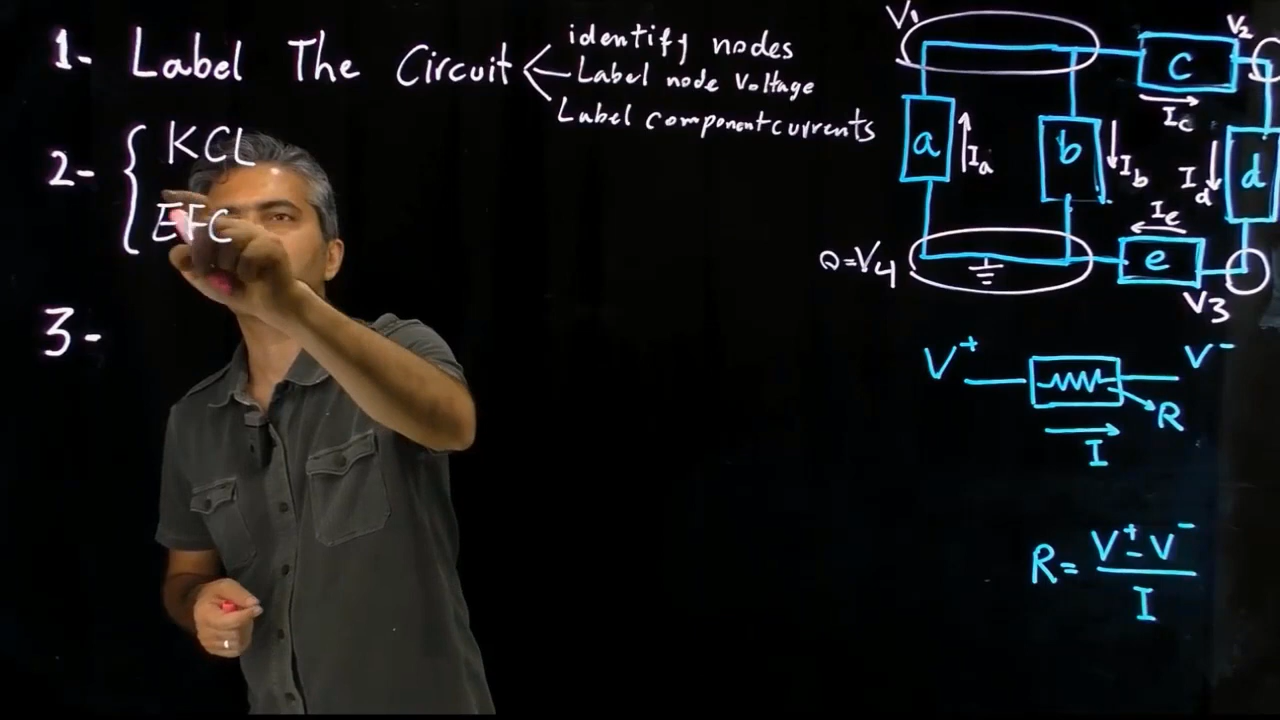 1- Label The Circuit
identify nodes
Label node Voltage
Label component currents
2- { KCL
EFC
3-
V1
V2
c
Ic
a
Ia
b
Ib
Id
d
Ie
e
0=V4
V3
V+
V-
R
I
R= V+ - V-
I